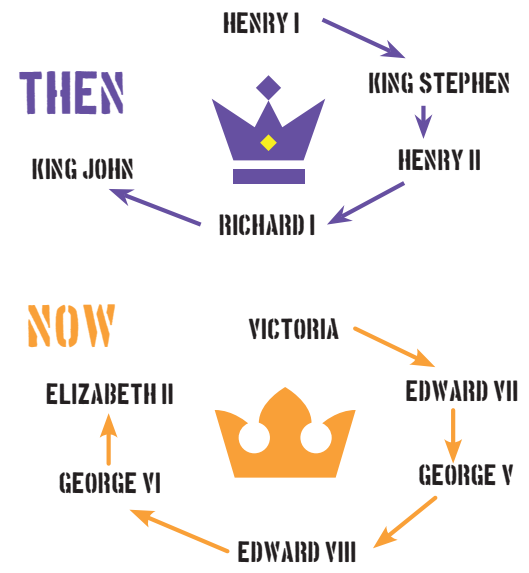 THEN
HENRY I
KING STEPHEN
HENRY II
RICHARD I
KING JOHN
NOW
VICTORIA
EDWARD VII
GEORGE V
EDWARD VIII
GEORGE VI
ELIZABETH II